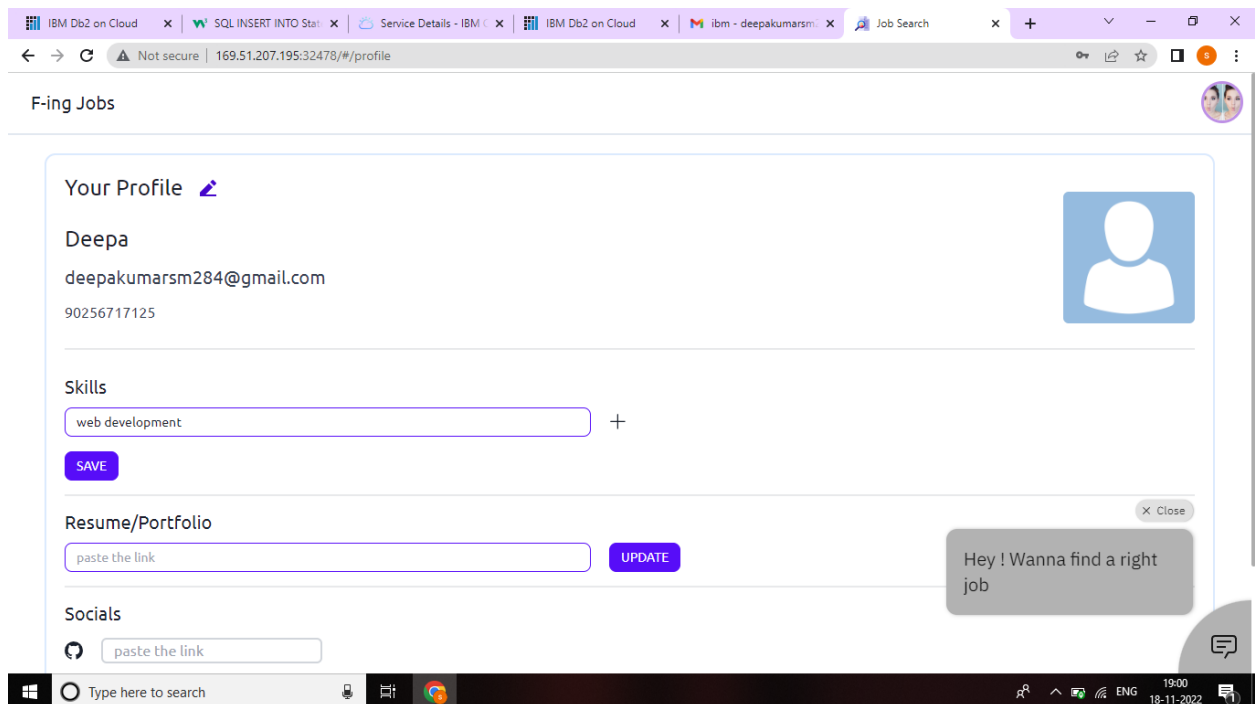 IBM Db2 on Cloud
SQL INSERT INTO Stat
Service Details - IBM C
IBM Db2 on Cloud
ibm - deepakumarsm2
Job Search
Not secure | 169.51.207.195:32478/#/profile
S
F-ing Jobs
Your Profile
Deepa
deepakumarsm284@gmail.com
90256717125
Skills
web development
SAVE
Resume/Portfolio
paste the link
UPDATE
× Close
Hey ! Wanna find a right
job
Socials
paste the link
Type here to search
ENG
19:00
18-11-2022
1